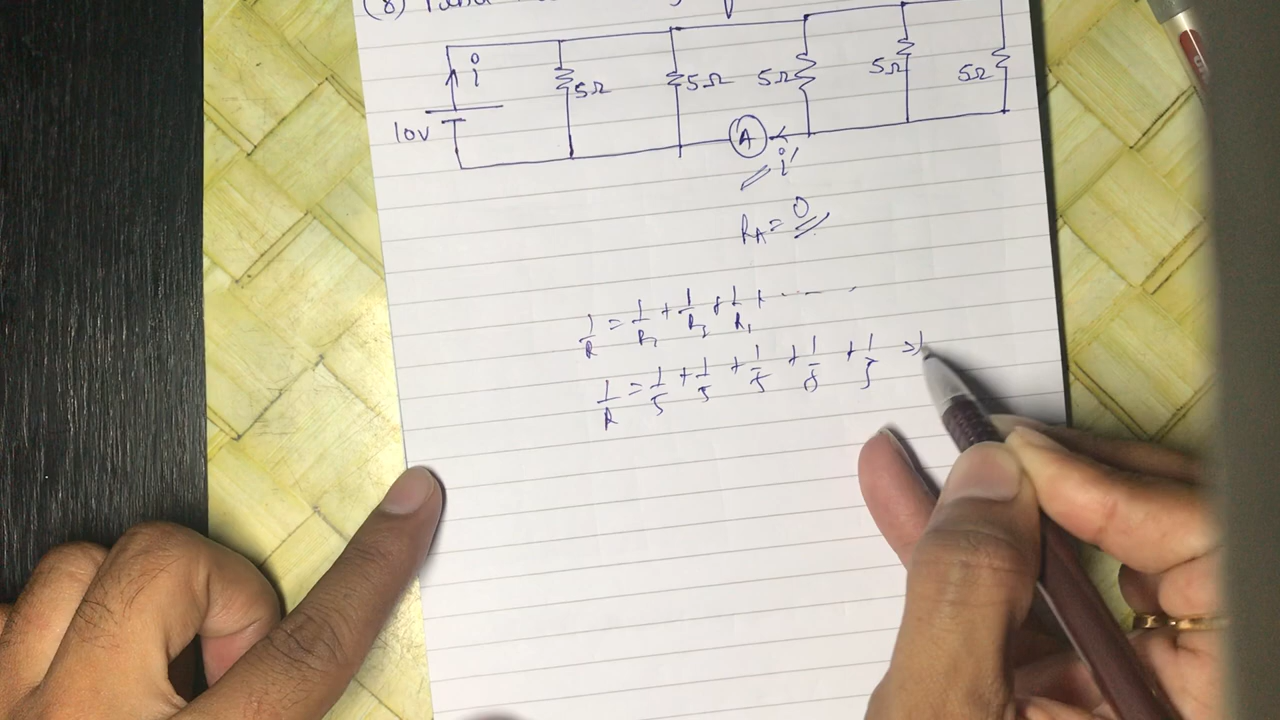 (8)
i
5Ω 5Ω 5Ω 5Ω 5Ω
10V
A
i'
R_A = 0
1/R = 1/R₁ + 1/R₂ + 1/R₁ + ... .
1/R = 1/5 + 1/5 + 1/5 + 1/5 + 1/5 = 1